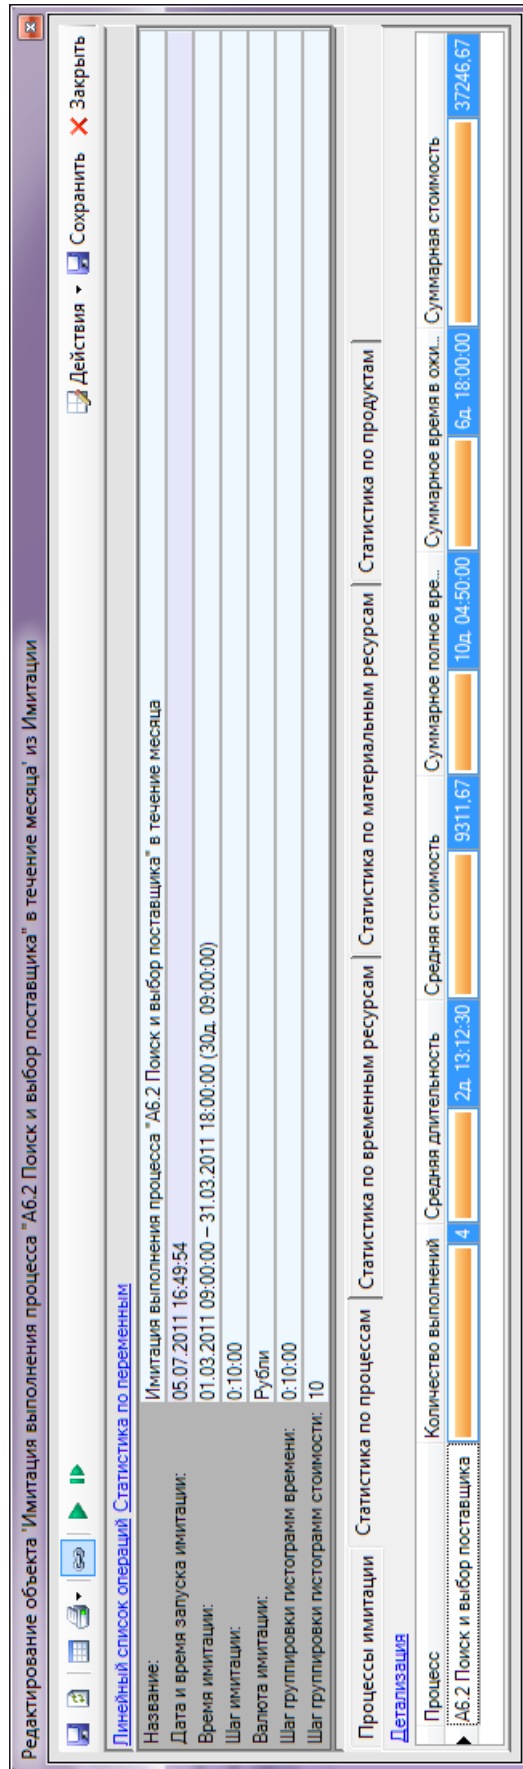 Редактирование объекта 'Имитация выполнения процесса "А6.2 Поиск и выбор поставщика" в течение месяца' из Имитации
Действия Сохранить Закрыть
Линейный список операций Статистика по переменным
Название: Имитация выполнения процесса "А6.2 Поиск и выбор поставщика" в течение месяца
Дата и время запуска имитации: 05.07.2011 16:49:54
Время имитации: 01.03.2011 09:00:00 – 31.03.2011 18:00:00 (30д. 09:00:00)
Шаг имитации: 0:10:00
Валюта имитации: Рубли
Шаг группировки гистограмм времени: 0:10:00
Шаг группировки гистограмм стоимости: 10
Процессы имитации Статистика по процессам Статистика по временным ресурсам Статистика по материальным ресурсам Статистика по продуктам
Детализация
Процесс Количество выполнений Средняя длительность Средняя стоимость Суммарное полное вре... Суммарное время в ожи... Суммарная стоимость
А6.2 Поиск и выбор поставщика 4 2д. 13:12:30 9311,67 10д. 04:50:00 6д. 18:00:00 37246,67